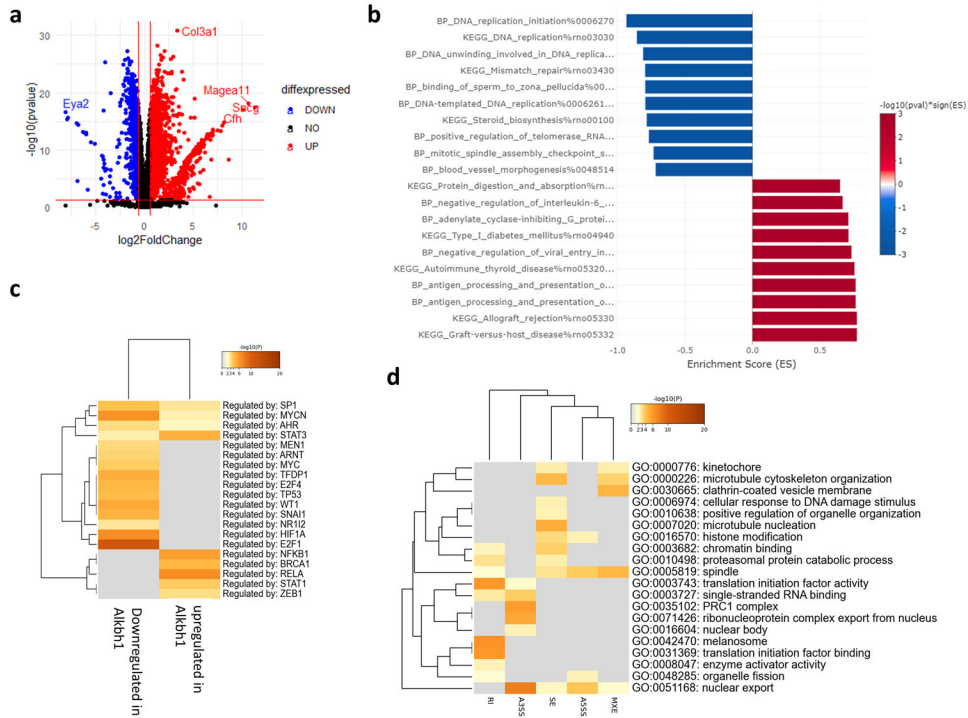 a
30
20
10
0
-log10(pvalue)
-5
0
5
10
log2FoldChange
Col3a1
Magea11
Cfh
Eya2
diffexpressed
DOWN
NO
UP
b
BP_DNA_replication_initiation%0006270
KEGG_DNA_replication%rno03030
BP_DNA_unwinding_involved_in_DNA_replica...
KEGG_Mismatch_repair%rno03430
BP_binding_of_sperm_to_zona_pellucida%00...
BP_DNA-templated_DNA_replication%0006261...
KEGG_Steroid_biosynthesis%rno00100
BP_positive_regulation_of_telomerase_RNA...
BP_mitotic_spindle_assembly_checkpoint_s...
BP_blood_vessel_morphogenesis%0048514
KEGG_Protein_digestion_and_absorption%rn...
BP_negative_regulation_of_interleukin-6_...
BP_adenylate_cyclase-inhibiting_G_protei...
KEGG_Type_I_diabetes_mellitus%rno04940
BP_negative_regulation_of_viral_entry_in...
KEGG_Autoimmune_thyroid_disease%rno05320...
BP_antigen_processing_and_presentation_o...
BP_antigen_processing_and_presentation_o...
KEGG_Allograft_rejection%rno05330
KEGG_Graft-versus-host_disease%rno05332
-1.0
-0.5
0.0
0.5
Enrichment Score (ES)
-log10(pval)*sign(ES)
3
2
1
0
-1
-2
-3
c
-log10(P)
0 2 3 4 6 10 20
Regulated by: SP1
Regulated by: MYCN
Regulated by: AHR
Regulated by: STAT3
Regulated by: MEN1
Regulated by: ARNT
Regulated by: MYC
Regulated by: TFDP1
Regulated by: E2F4
Regulated by: TP53
Regulated by: WT1
Regulated by: SNAI1
Regulated by: NR1I2
Regulated by: HIF1A
Regulated by: E2F1
Regulated by: NFKB1
Regulated by: BRCA1
Regulated by: RELA
Regulated by: STAT1
Regulated by: ZEB1
Downregulated in
Alkbh1
upregulated in
Alkbh1
d
-log10(P)
0 2 3 4 6 10 20
GO:0000776: kinetochore
GO:0000226: microtubule cytoskeleton organization
GO:0030665: clathrin-coated vesicle membrane
GO:0006974: cellular response to DNA damage stimulus
GO:0010638: positive regulation of organelle organization
GO:0007020: microtubule nucleation
GO:0016570: histone modification
GO:0003682: chromatin binding
GO:0010498: proteasomal protein catabolic process
GO:0005819: spindle
GO:0003743: translation initiation factor activity
GO:0003727: single-stranded RNA binding
GO:0035102: PRC1 complex
GO:0071426: ribonucleoprotein complex export from nucleus
GO:0016604: nuclear body
GO:0042470: melanosome
GO:0031369: translation initiation factor binding
GO:0008047: enzyme activator activity
GO:0048285: organelle fission
GO:0051168: nuclear export
RI
A3SS
SE
A5SS
MXE